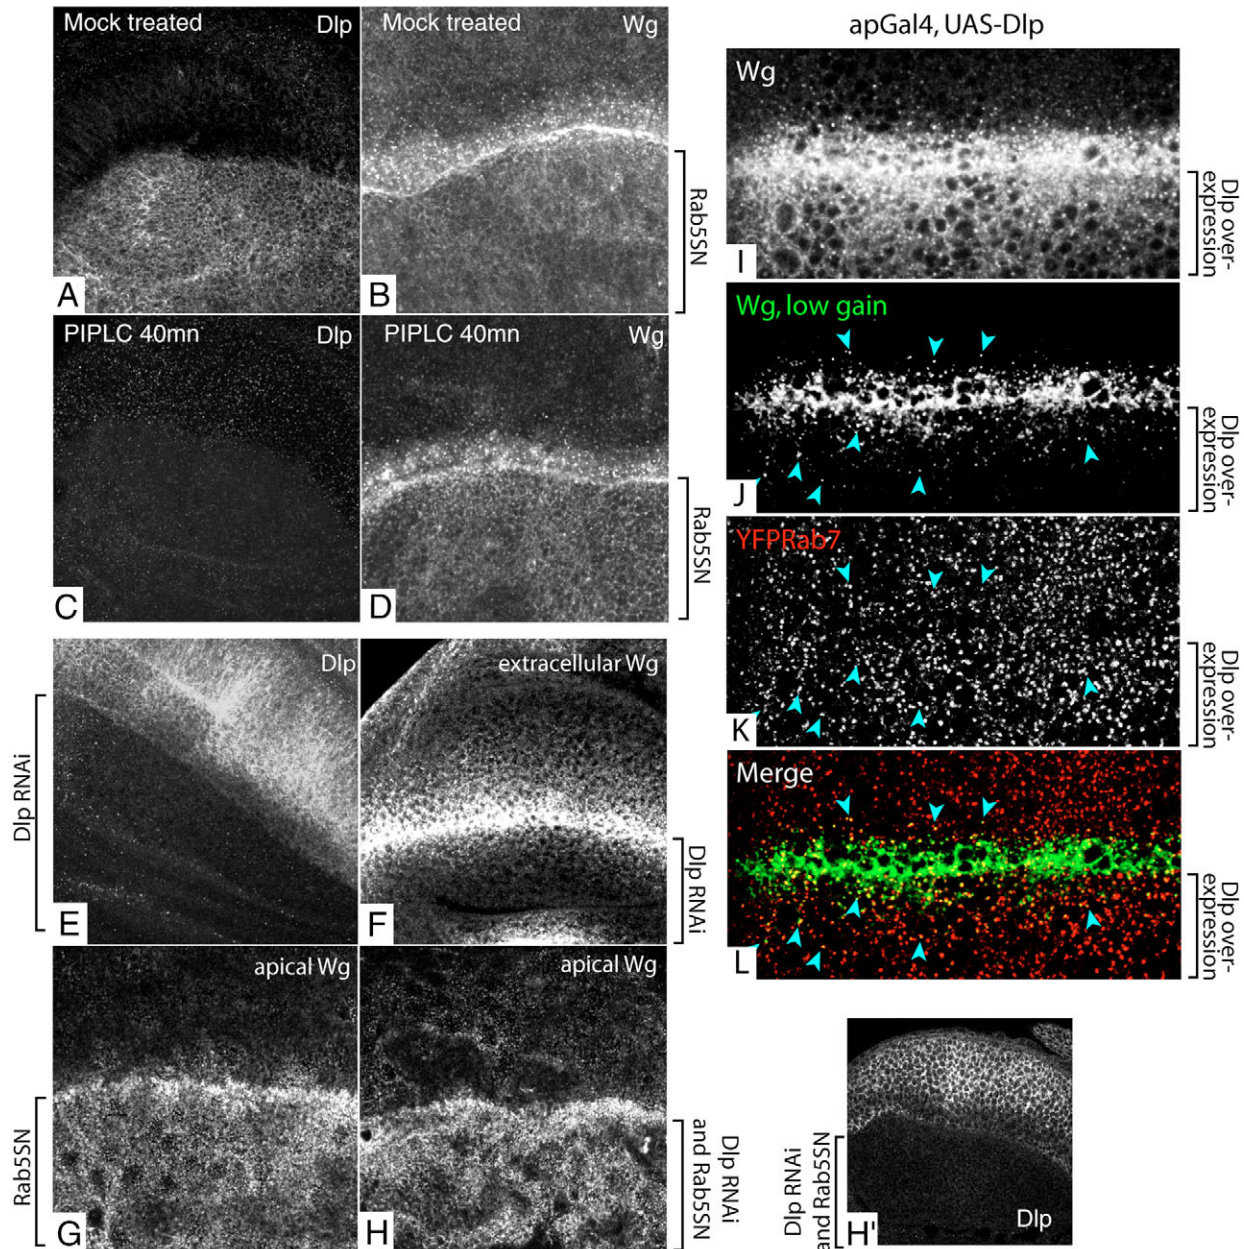 Mock treated Dlp
A
Mock treated Wg
B
Rab5SN
PIPLC 40mn Dlp
C
PIPLC 40mn Wg
D
Rab5SN
Dlp RNAi
Dlp
E
extracellular Wg
F
Dlp RNAi
Rab5SN
apical Wg
G
apical Wg
H
Dlp RNAi
and Rab5SN
apGal4, UAS-Dlp
Wg
I
Dlp over-
expression
Wg, low gain
J
Dlp over-
expression
YFPRab7
K
Dlp over-
expression
Merge
L
Dlp over-
expression
Dlp RNAi
and Rab5SN
H'
Dlp